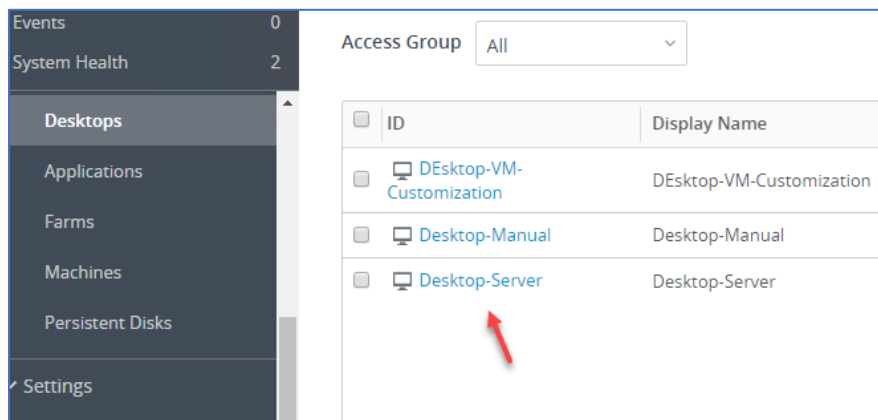 Events 0
System Health 2
Desktops
Applications
Farms
Machines
Persistent Disks
Settings
Access Group All
ID Display Name
DEsktop-VM-
Customization DEsktop-VM-Customization
Desktop-Manual Desktop-Manual
Desktop-Server Desktop-Server